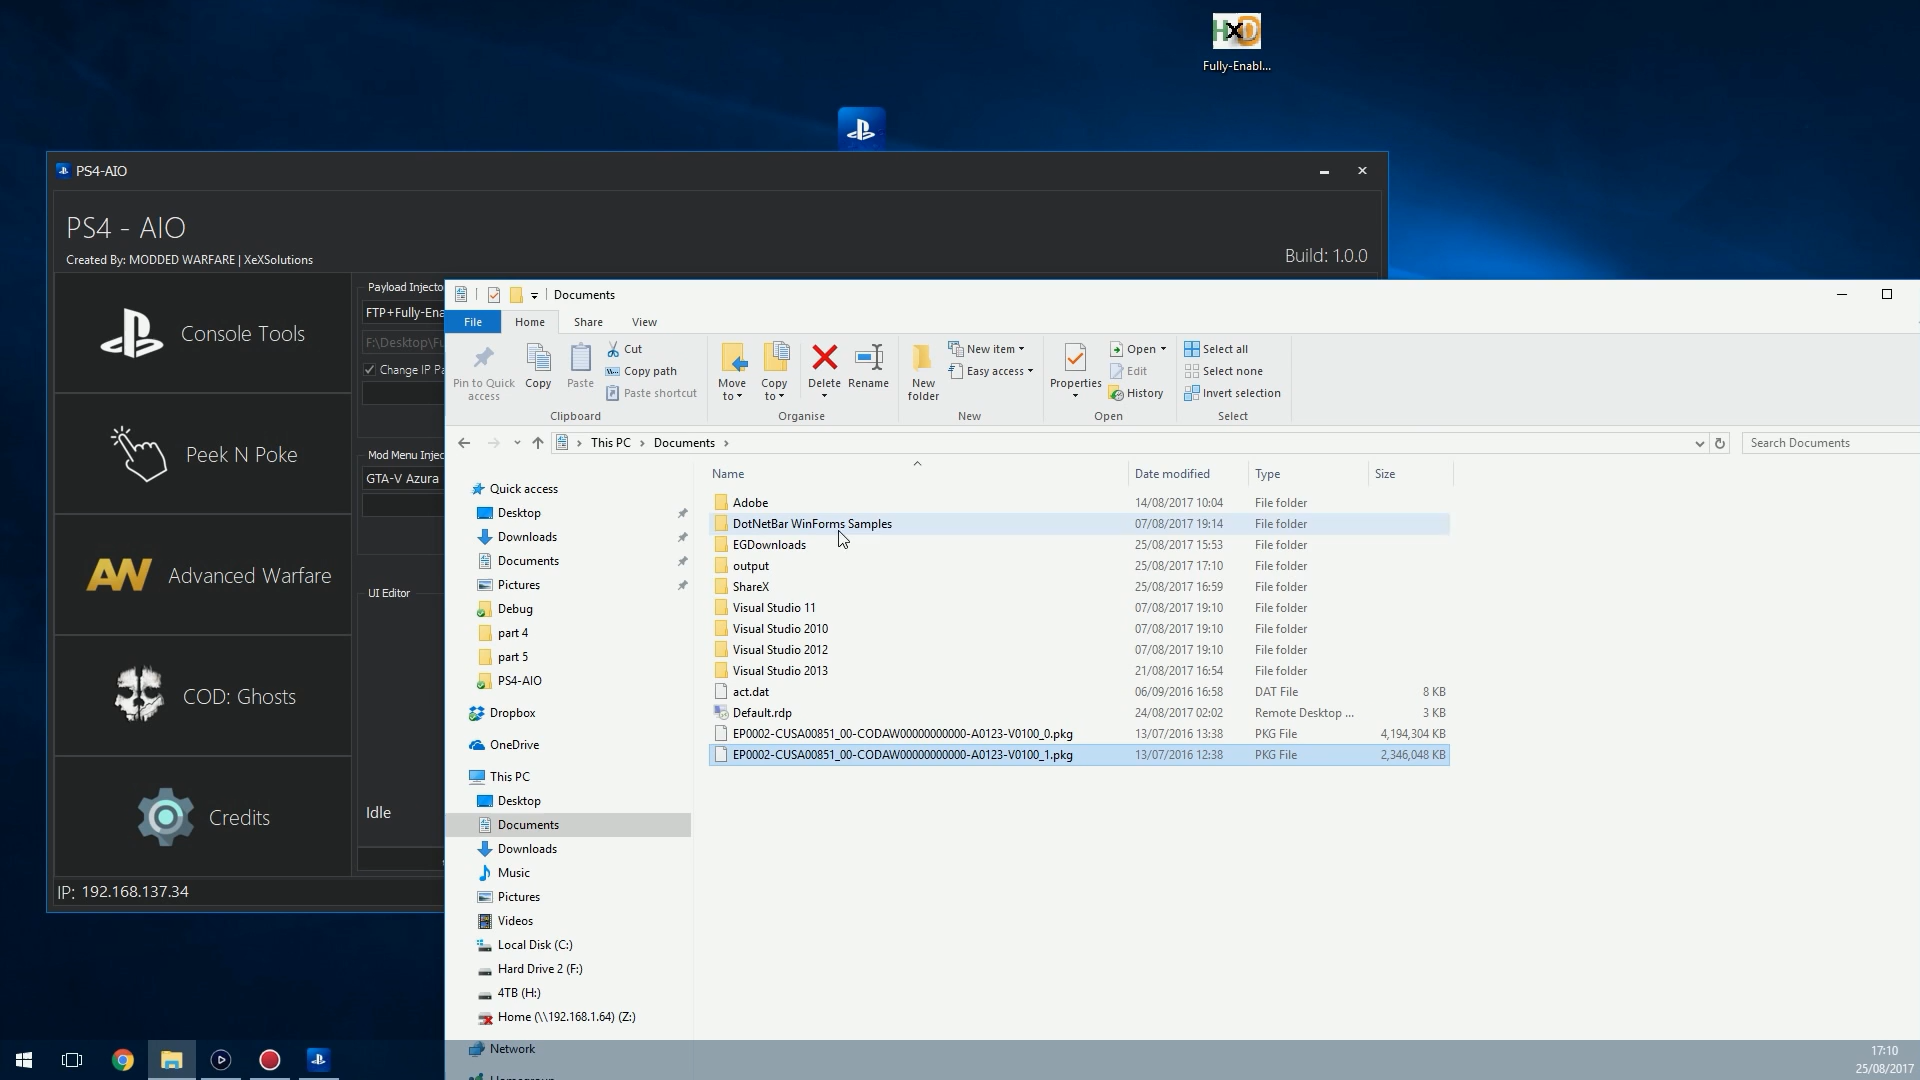 HxD
Fully-Enabl...
PS4-AIO
PS4 - AIO
Created By: MODDED WARFARE | XeXSolutions
Build: 1.0.0
Console Tools
Peek N Poke
AW Advanced Warfare
COD: Ghosts
Credits
IP: 192.168.137.34
Payload Injecto
FTP+Fully-Ena
F:\Desktop\Fu
Change IP Pa
Mod Menu Injec
GTA-V Azura
UI Editor
Idle
Documents
File Home Share View
Pin to Quick access
Copy
Paste
Cut
Copy path
Paste shortcut
Clipboard
Move to
Copy to
Delete
Rename
Organise
New folder
New item
Easy access
New
Properties
Open
Edit
History
Open
Select all
Select none
Invert selection
Select
This PC > Documents >
Search Documents
Quick access
Desktop
Downloads
Documents
Pictures
Debug
part 4
part 5
PS4-AIO
Dropbox
OneDrive
This PC
Desktop
Documents
Downloads
Music
Pictures
Videos
Local Disk (C:)
Hard Drive 2 (F:)
4TB (H:)
Home (\\192.168.1.64) (Z:)
Network
Name Date modified Type Size
Adobe 14/08/2017 10:04 File folder
DotNetBar WinForms Samples 07/08/2017 19:14 File folder
EGDownloads 25/08/2017 15:53 File folder
output 25/08/2017 17:10 File folder
ShareX 25/08/2017 16:59 File folder
Visual Studio 11 07/08/2017 19:10 File folder
Visual Studio 2010 07/08/2017 19:10 File folder
Visual Studio 2012 07/08/2017 19:10 File folder
Visual Studio 2013 21/08/2017 16:54 File folder
act.dat 06/09/2016 16:58 DAT File 8 KB
Default.rdp 24/08/2017 02:02 Remote Desktop ... 3 KB
EP0002-CUSA00851_00-CODAW00000000000-A0123-V0100_0.pkg 13/07/2016 13:38 PKG File 4,194,304 KB
EP0002-CUSA00851_00-CODAW00000000000-A0123-V0100_1.pkg 13/07/2016 12:38 PKG File 2,346,048 KB
17:10
25/08/2017